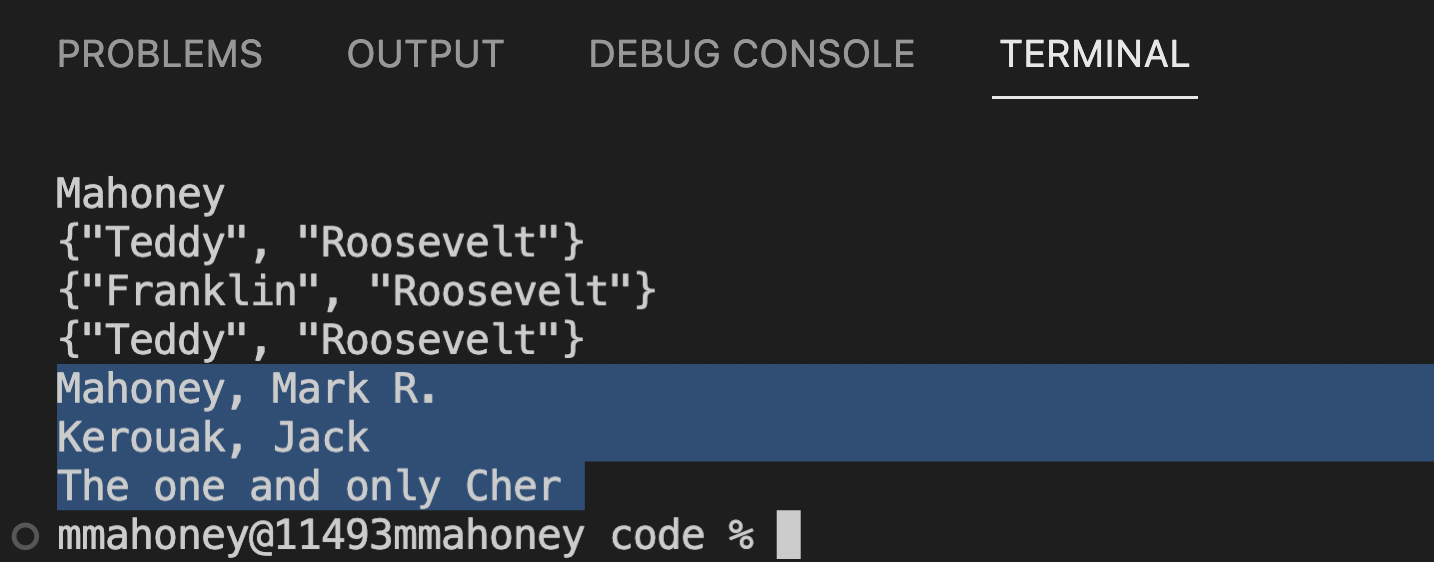 PROBLEMS OUTPUT DEBUG CONSOLE TERMINAL
Mahoney
{"Teddy", "Roosevelt"}
{"Franklin", "Roosevelt"}
{"Teddy", "Roosevelt"}
Mahoney, Mark R.
Kerouak, Jack
The one and only Cher
mmahoney@11493mmahoney code %